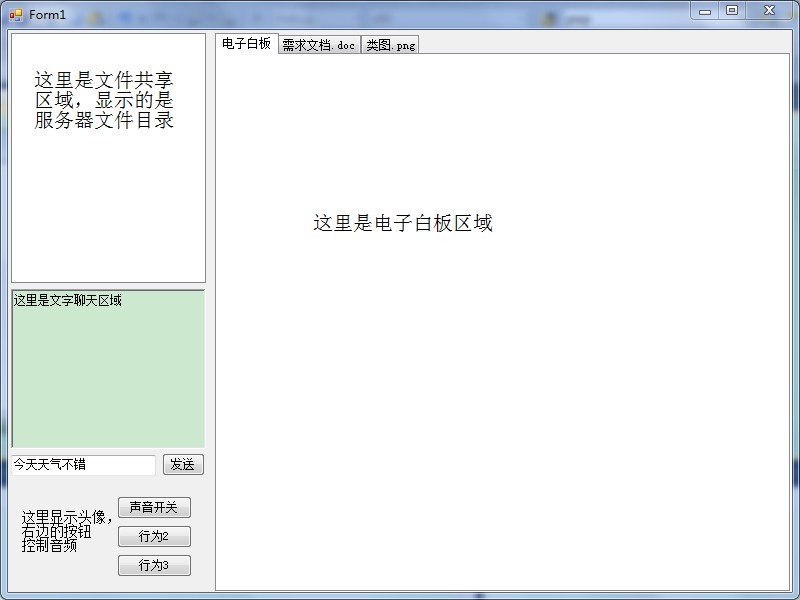 Form1
这里是文件共享
区域，显示的是
服务器文件目录
电子白板 需求文档.doc 类图.png
这里是电子白板区域
这里是文字聊天区域
今天天气不错
发送
这里显示头像，
右边的按钮
控制音频
声音开关
行为2
行为3